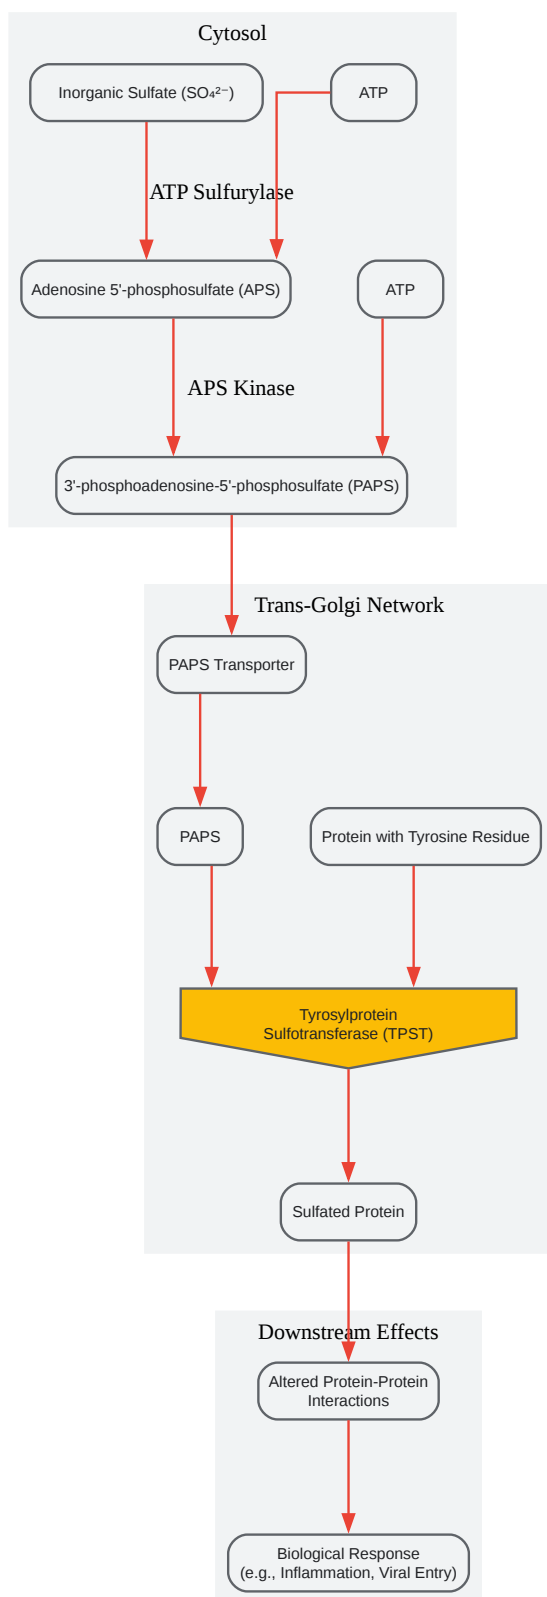 Cytosol
Inorganic Sulfate (SO₄²⁻)
ATP
ATP Sulfurylase
Adenosine 5'-phosphosulfate (APS)
ATP
APS Kinase
3'-phosphoadenosine-5'-phosphosulfate (PAPS)
Trans-Golgi Network
PAPS Transporter
PAPS
Protein with Tyrosine Residue
Tyrosylprotein
Sulfotransferase (TPST)
Sulfated Protein
Downstream Effects
Altered Protein-Protein
Interactions
Biological Response
(e.g., Inflammation, Viral Entry)